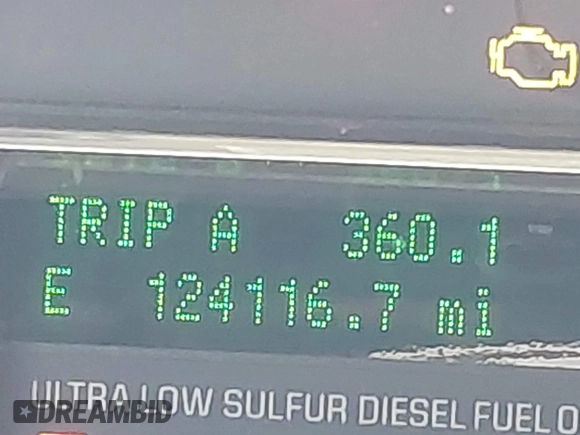 TRIP A 360.1
E 124116.7 mi
ULTRA LOW SULFUR DIESEL FUEL O
DREAMBID